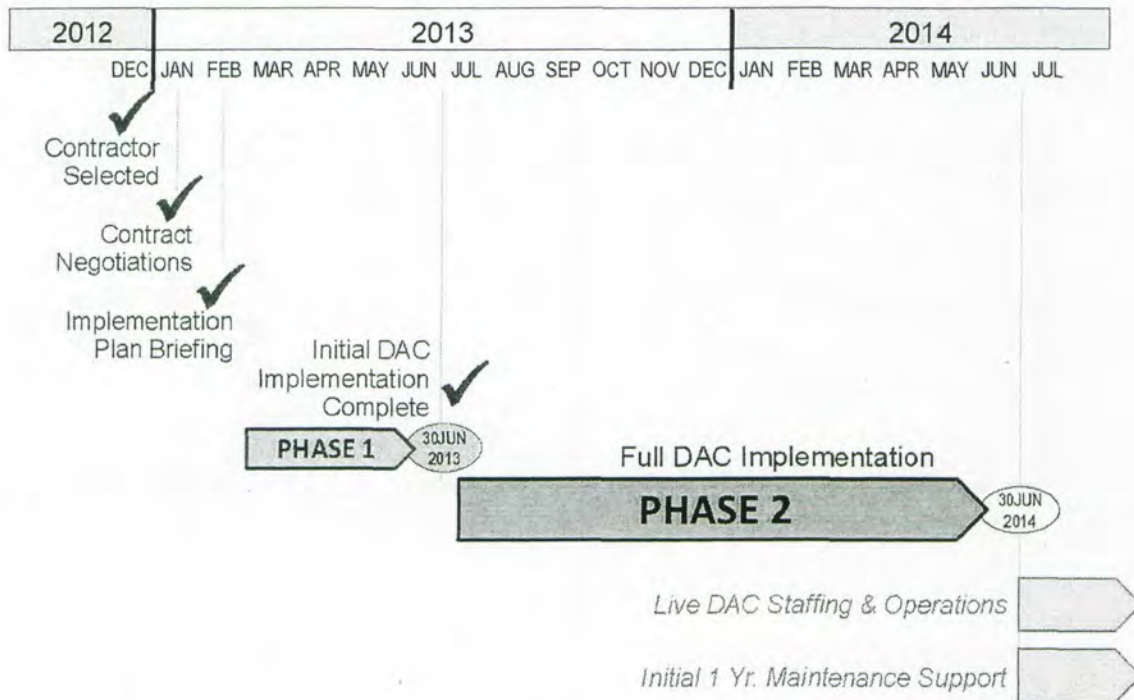 2012 2013 2014
DEC JAN FEB MAR APR MAY JUN JUL AUG SEP OCT NOV DEC JAN FEB MAR APR MAY JUN JUL
Contractor
Selected
Contract
Negotiations
Implementation
Plan Briefing
Initial DAC
Implementation
Complete
PHASE 1
30JUN
2013
Full DAC Implementation
PHASE 2
30JUN
2014
Live DAC Staffing & Operations
Initial 1 Yr. Maintenance Support